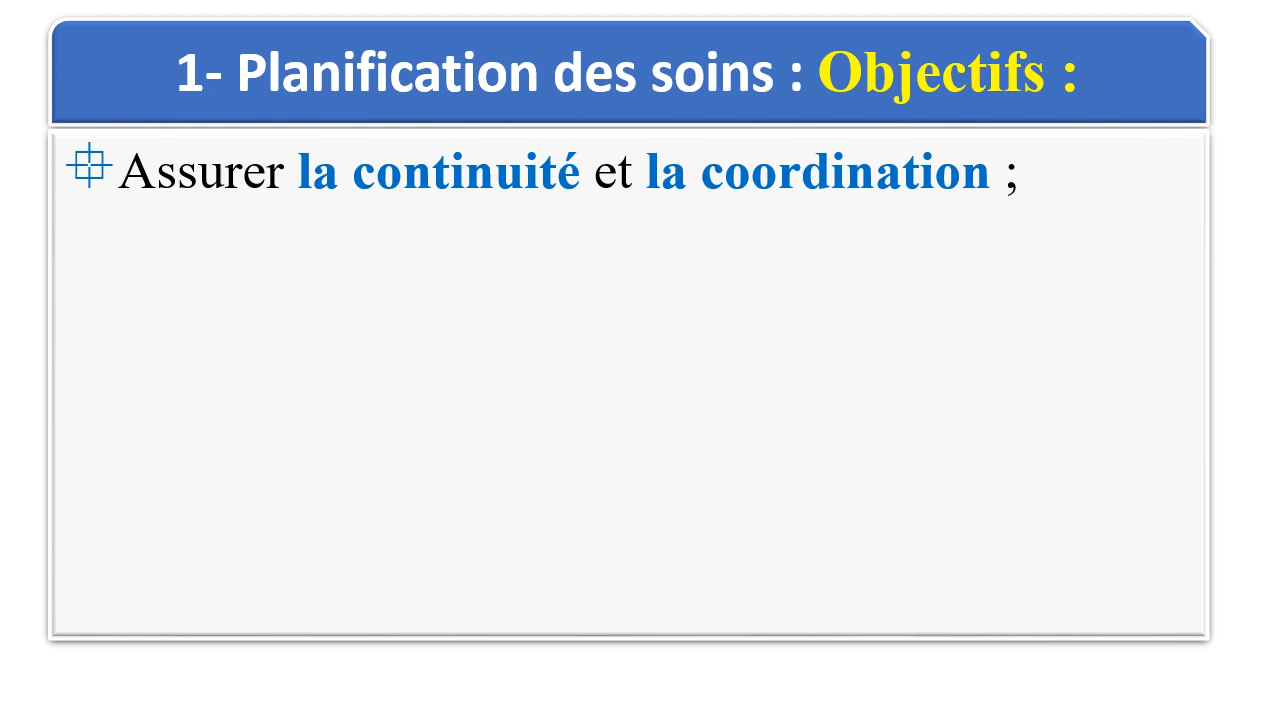 1- Planification des soins : Objectifs :
Assurer la continuité et la coordination ;